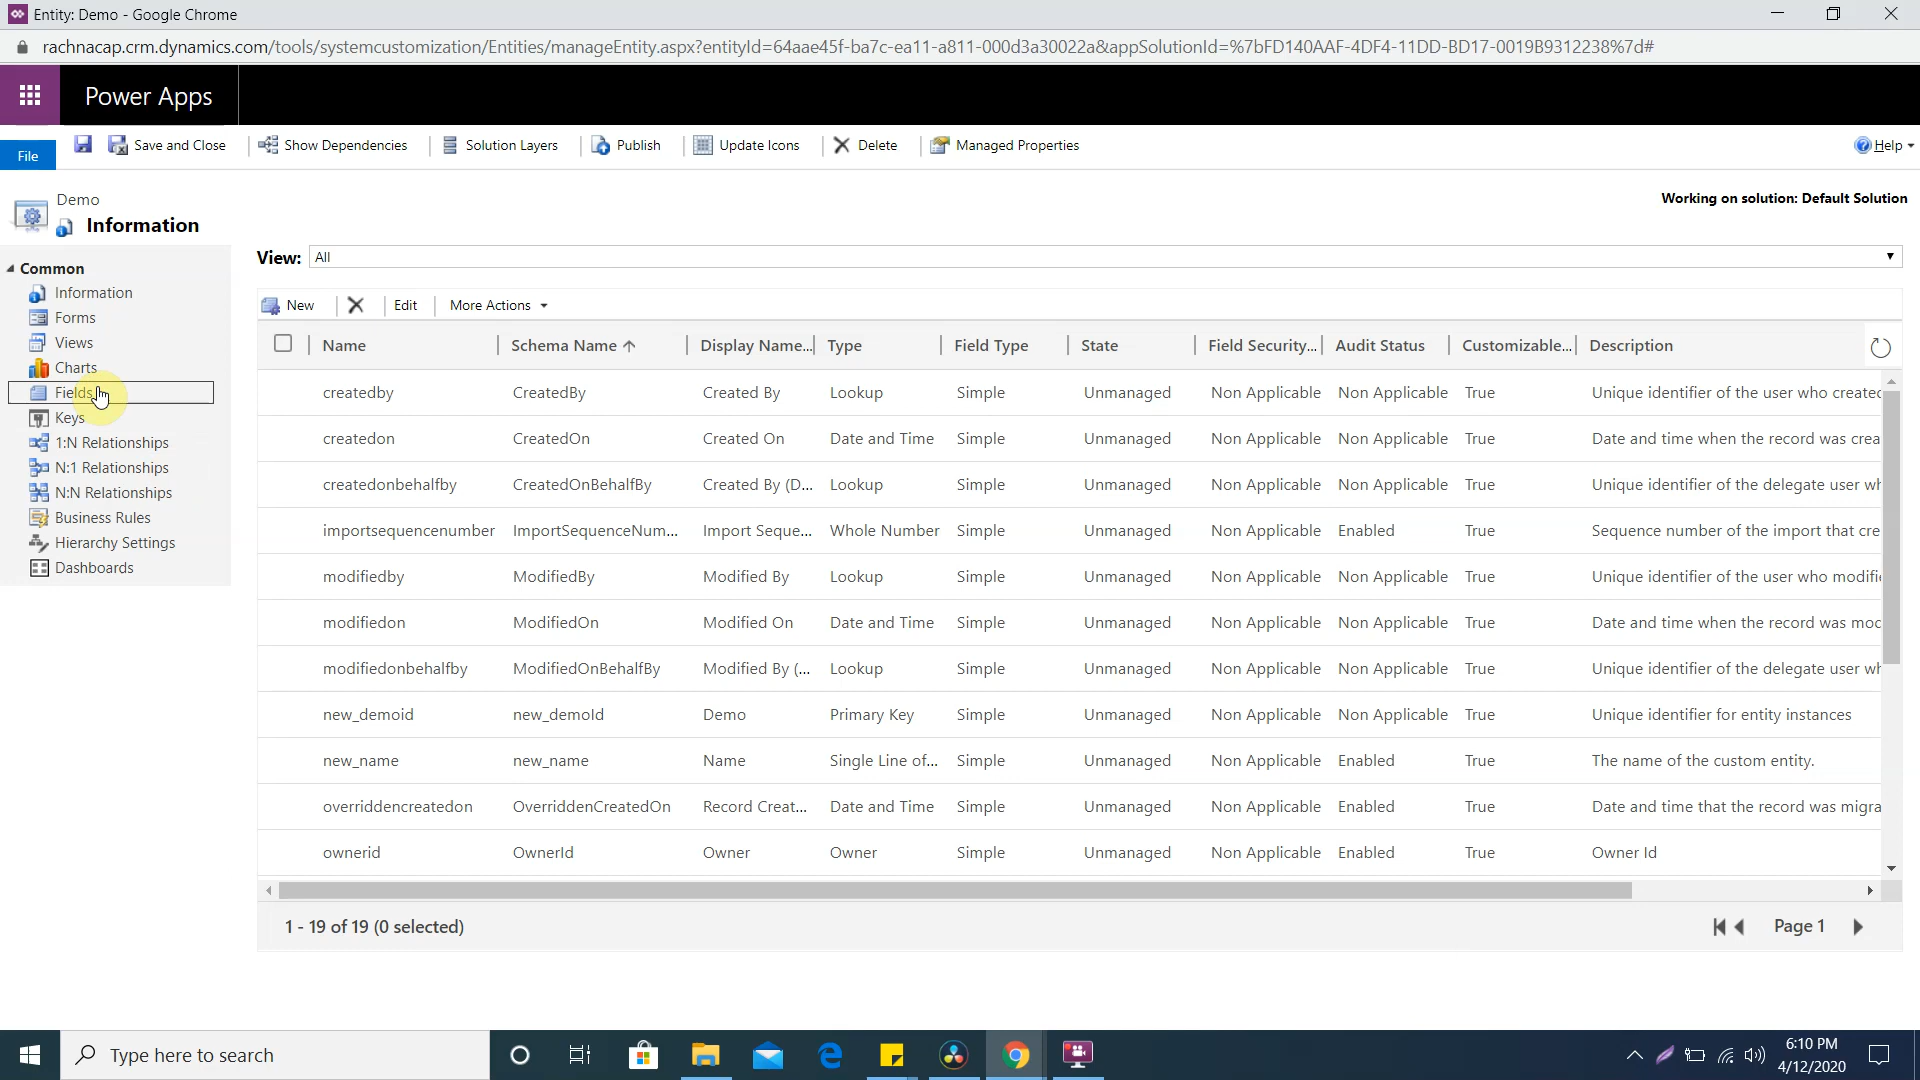 Entity: Demo - Google Chrome
rachnacap.crm.dynamics.com/tools/systemcustomization/Entities/manageEntity.aspx?entityId=64aae45f-ba7c-ea11-a811-000d3a30022a&appSolutionId=%7bFD140AAF-4DF4-11DD-BD17-0019B9312238%7d#
Power Apps
File Save and Close Show Dependencies Solution Layers Publish Update Icons Delete Managed Properties Help
Demo
Information
Working on solution: Default Solution
Common
Information
Forms
Views
Charts
Fields
Keys
1:N Relationships
N:1 Relationships
N:N Relationships
Business Rules
Hierarchy Settings
Dashboards
View: All
New Edit More Actions
Name Schema Name Display Name... Type Field Type State Field Security... Audit Status Customizable... Description
createdby CreatedBy Created By Lookup Simple Unmanaged Non Applicable Non Applicable True Unique identifier of the user who create
createdon CreatedOn Created On Date and Time Simple Unmanaged Non Applicable Non Applicable True Date and time when the record was crea
createdonbehalfby CreatedOnBehalfBy Created By (D... Lookup Simple Unmanaged Non Applicable Non Applicable True Unique identifier of the delegate user wh
importsequencenumber ImportSequenceNum... Import Seque... Whole Number Simple Unmanaged Non Applicable Enabled True Sequence number of the import that cre
modifiedby ModifiedBy Modified By Lookup Simple Unmanaged Non Applicable Non Applicable True Unique identifier of the user who modifi
modifiedon ModifiedOn Modified On Date and Time Simple Unmanaged Non Applicable Non Applicable True Date and time when the record was moc
modifiedonbehalfby ModifiedOnBehalfBy Modified By (... Lookup Simple Unmanaged Non Applicable Non Applicable True Unique identifier of the delegate user wh
new_demoid new_demoId Demo Primary Key Simple Unmanaged Non Applicable Non Applicable True Unique identifier for entity instances
new_name new_name Name Single Line of... Simple Unmanaged Non Applicable Enabled True The name of the custom entity.
overriddencreatedon OverriddenCreatedOn Record Creat... Date and Time Simple Unmanaged Non Applicable Enabled True Date and time that the record was migra
ownerid OwnerId Owner Owner Simple Unmanaged Non Applicable Enabled True Owner Id
1 - 19 of 19 (0 selected)
Page 1
Type here to search
6:10 PM
4/12/2020